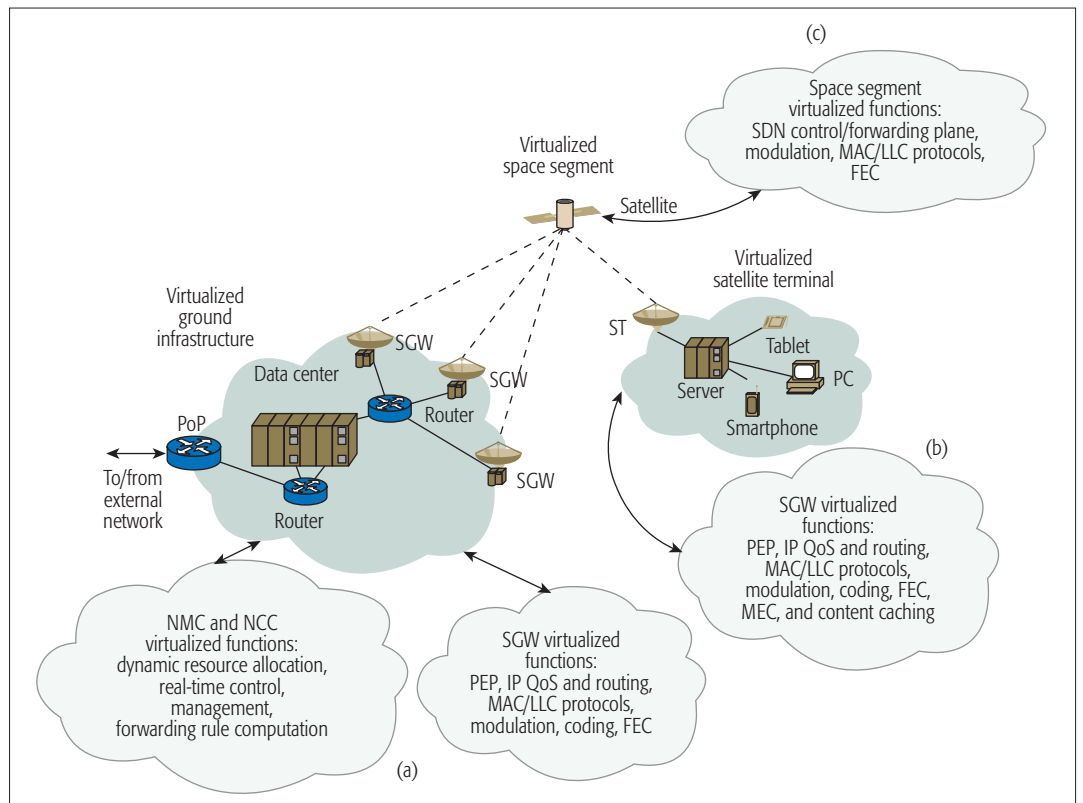 (c)
Space segment
virtualized functions:
SDN control/forwarding plane,
modulation, MAC/LLC protocols,
FEC
Virtualized
space segment
Satellite
Virtualized
satellite terminal
Virtualized
ground
infrastructure
ST
Tablet
Server
PC
Smartphone
SGW
Data center
SGW
Router
SGW
PoP
To/from
external
network
Router
(b)
SGW virtualized
functions:
PEP, IP QoS and routing,
MAC/LLC protocols,
modulation, coding, FEC,
MEC, and content caching
NMC and NCC
virtualized functions:
dynamic resource allocation,
real-time control,
management,
forwarding rule computation
SGW virtualized
functions:
PEP, IP QoS and routing,
MAC/LLC protocols,
modulation, coding, FEC
(a)